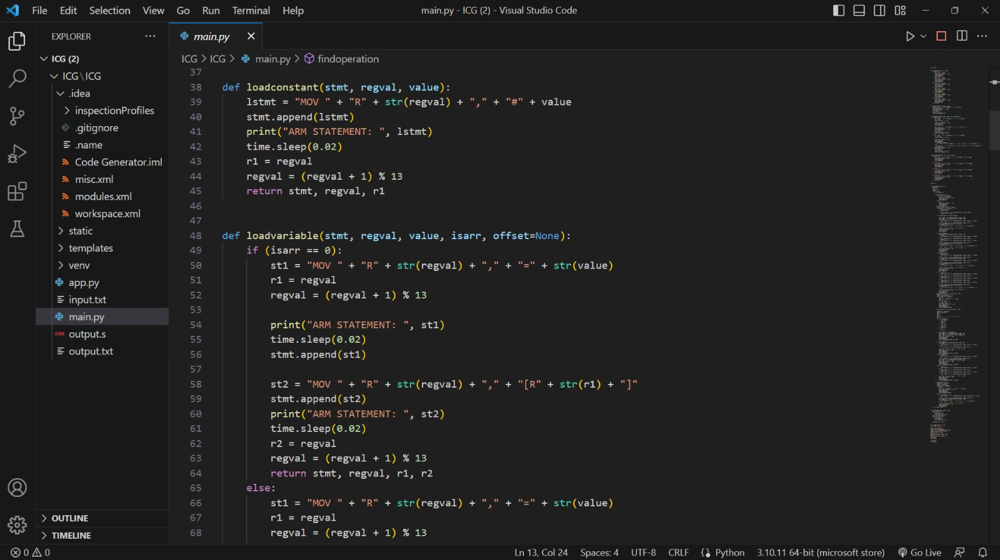 File Edit Selection View Go Run Terminal Help
main.py - ICG (2) - Visual Studio Code
EXPLORER
ICG (2)
ICG\ICG
.idea
inspectionProfiles
.gitignore
.name
Code Generator.iml
misc.xml
modules.xml
workspace.xml
static
templates
venv
app.py
input.txt
main.py
ASM output.s
output.txt
OUTLINE
TIMELINE
main.py
ICG > ICG > main.py > findoperation
37
38 def loadconstant(stmt, regval, value):
39 lstmt = "MOV " + "R" + str(regval) + "," + "#" + value
40 stmt.append(lstmt)
41 print("ARM STATEMENT: ", lstmt)
42 time.sleep(0.02)
43 r1 = regval
44 regval = (regval + 1) % 13
45 return stmt, regval, r1
46
47
48 def loadvariable(stmt, regval, value, isarr, offset=None):
49 if (isarr == 0):
50 st1 = "MOV " + "R" + str(regval) + "," + "=" + str(value)
51 r1 = regval
52 regval = (regval + 1) % 13
53
54 print("ARM STATEMENT: ", st1)
55 time.sleep(0.02)
56 stmt.append(st1)
57
58 st2 = "MOV " + "R" + str(regval) + "," + "[R" + str(r1) + "]"
59 stmt.append(st2)
60 print("ARM STATEMENT: ", st2)
61 time.sleep(0.02)
62 r2 = regval
63 regval = (regval + 1) % 13
64 return stmt, regval, r1, r2
65 else:
66 st1 = "MOV " + "R" + str(regval) + "," + "=" + str(value)
67 r1 = regval
68 regval = (regval + 1) % 13
0 0
Ln 13, Col 24 Spaces: 4 UTF-8 CRLF {} Python 3.10.11 64-bit (microsoft store) Go Live